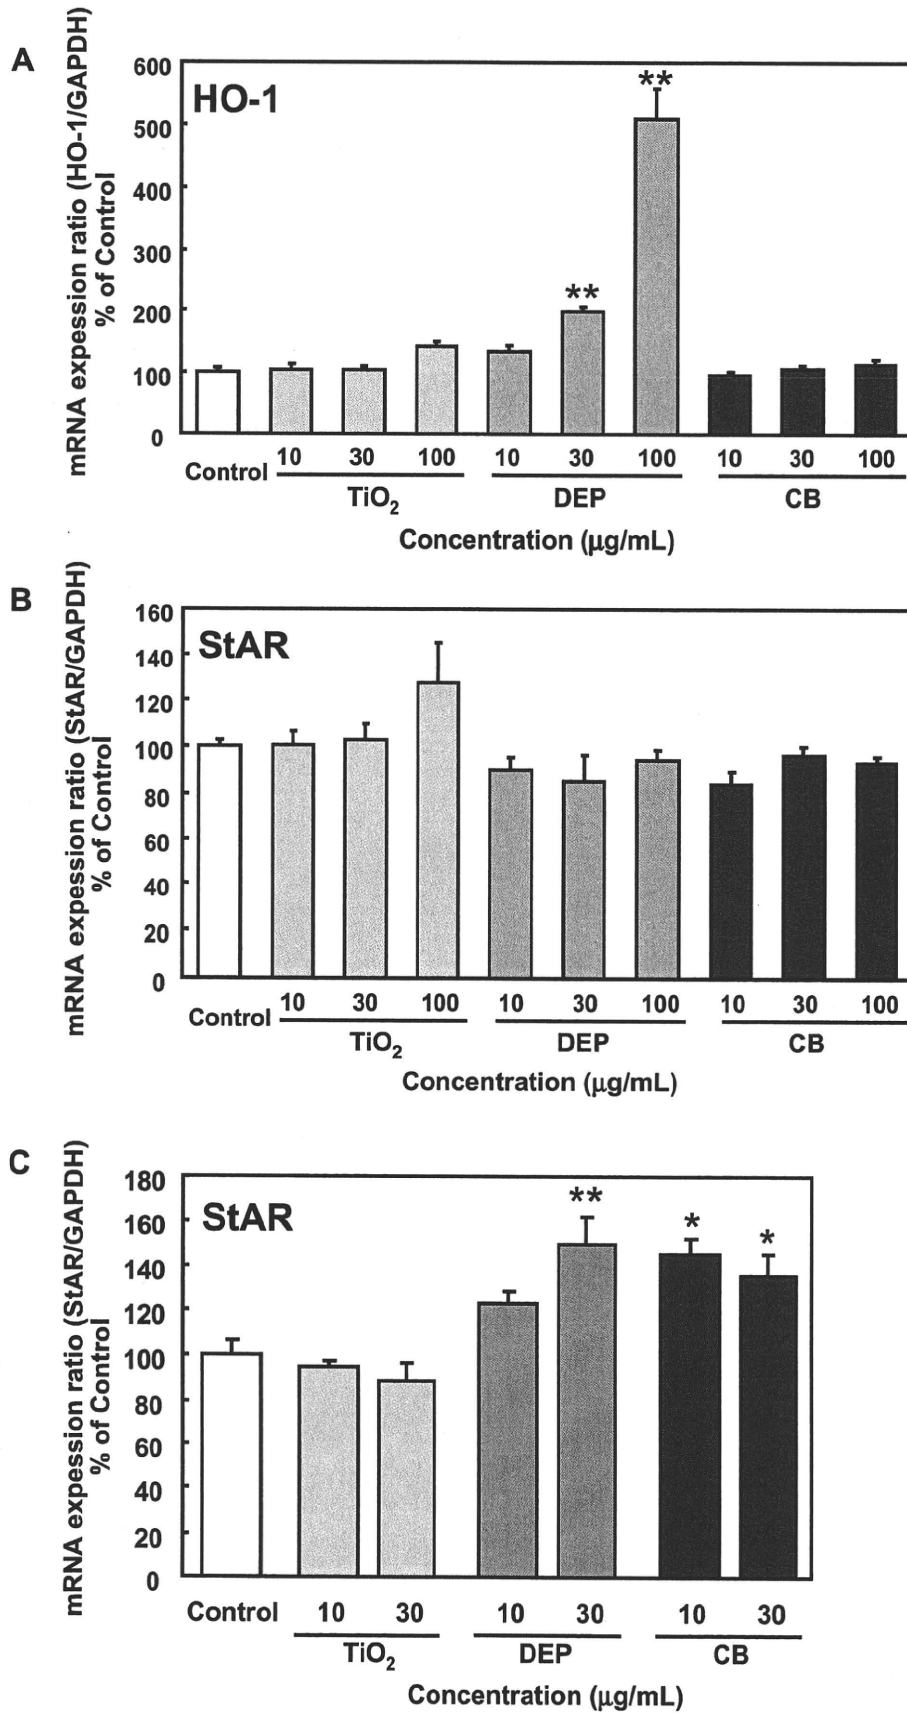 A
mRNA expession ratio (HO-1/GAPDH)
% of Control
600
500
400
300
200
100
0
HO-1
**
**
Control
10 30 100 10 30 100 10 30 100
TiO2 DEP CB
Concentration (μg/mL)
B
mRNA expession ratio (StAR/GAPDH)
% of Control
160
140
120
100
80
60
40
20
0
StAR
Control
10 30 100 10 30 100 10 30 100
TiO2 DEP CB
Concentration (μg/mL)
C
mRNA expession ratio (StAR/GAPDH)
% of Control
180
160
140
120
100
80
60
40
20
0
StAR
** * *
Control 10 30 10 30 10 30
TiO2 DEP CB
Concentration (μg/mL)